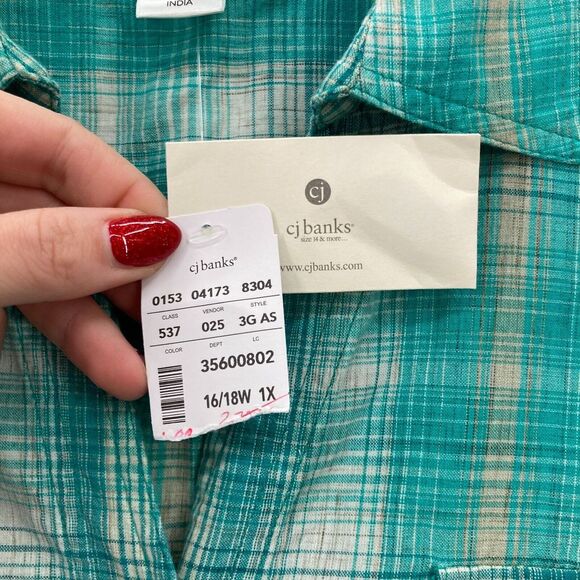 INDIA
cj
cj banks®
size 14 & more...
www.cjbanks.com
cj banks®
0153 04173 8304
CLASS VENDOR STYLE
537 025 3G AS
COLOR DEPT LC
35600802
16/18W 1X